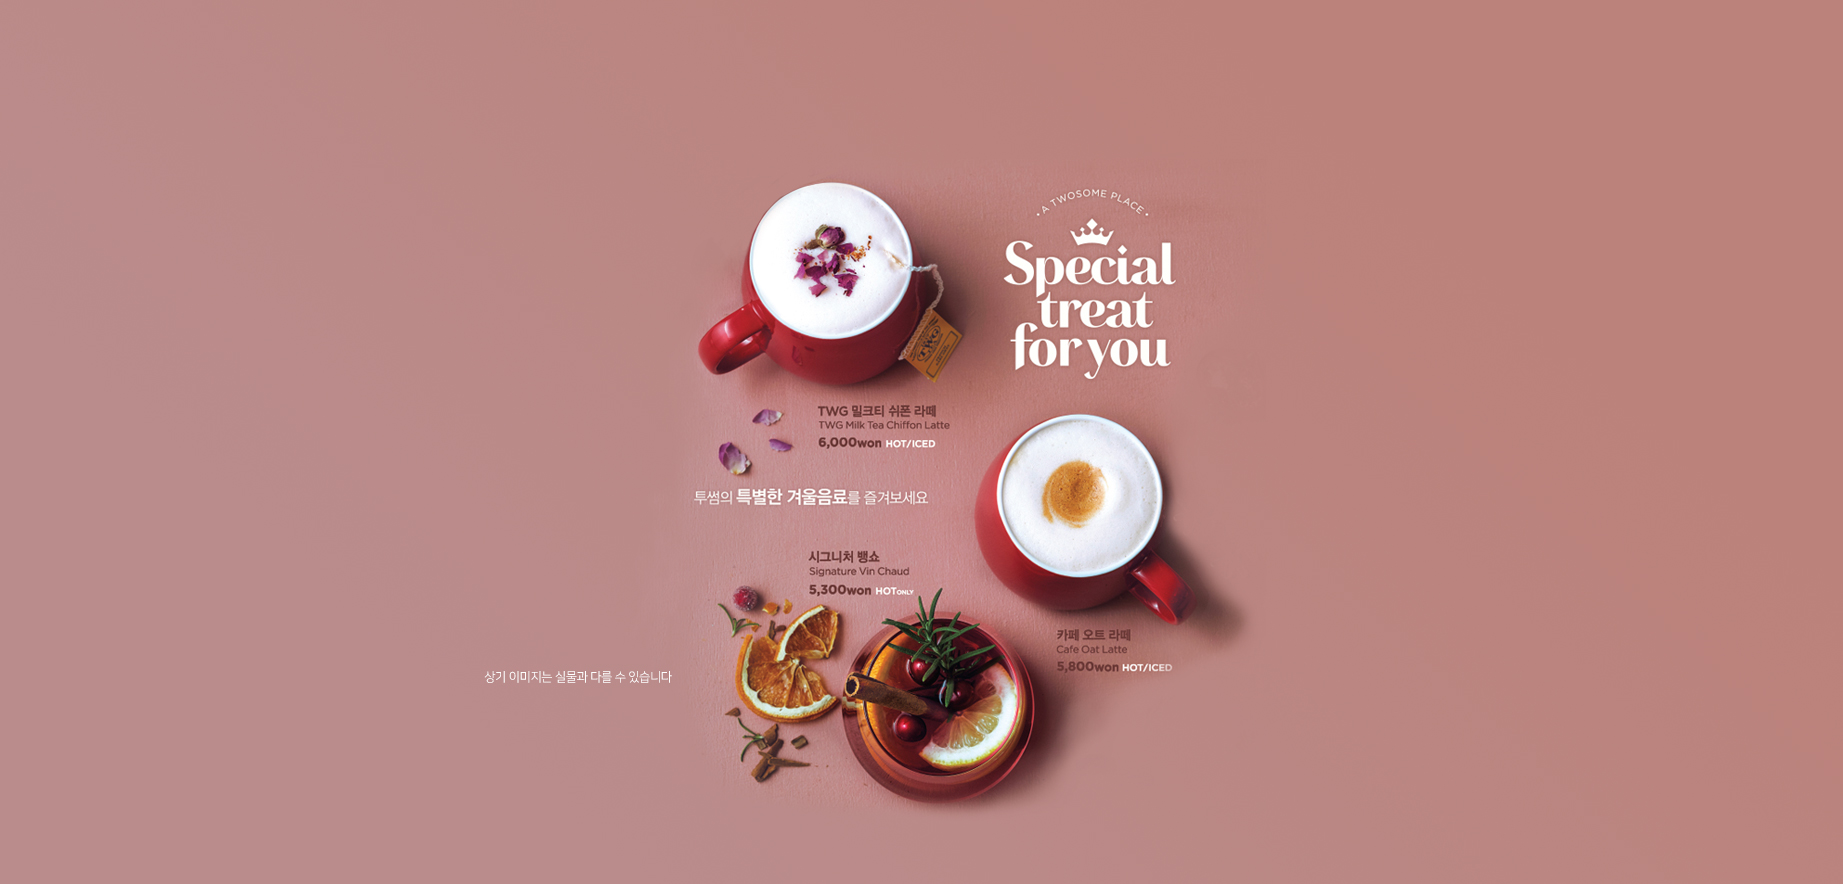 • A TWOSOME PLACE •
Special
treat
for you
TWG
TWG 밀크티 쉬폰 라떼
TWG Milk Tea Chiffon Latte
6,000won HOT/ICED
투썸의 특별한 겨울음료를 즐겨보세요
시그니처 뱅쇼
Signature Vin Chaud
5,300won HOT ONLY
카페 오트 라떼
Cafe Oat Latte
5,800won HOT/ICED
상기 이미지는 실물과 다를 수 있습니다